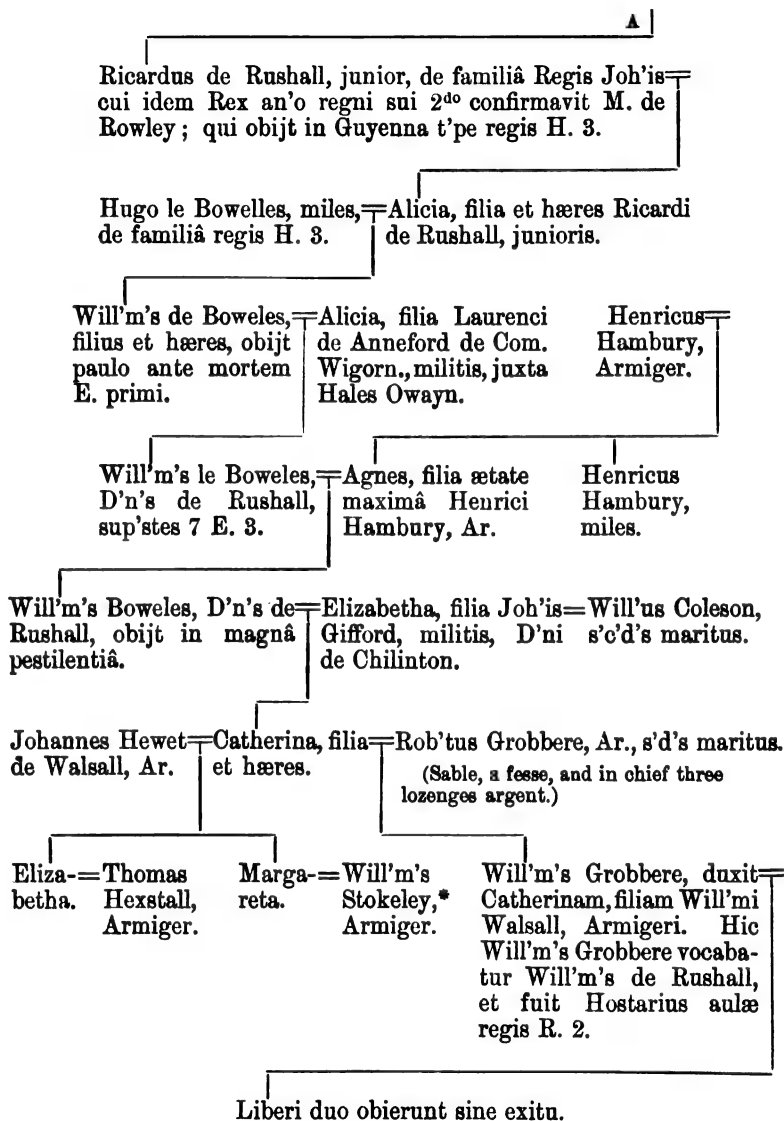 A
Ricardus de Rushall, junior, de familiâ Regis Joh'is
cui idem Rex an'o regni sui 2do confirmavit M. de
Rowley; qui obijt in Guyenna t'pe regis H. 3.
Hugo le Bowelles, miles,
de familiâ regis H. 3.
Alicia, filia et hæres Ricardi
de Rushall, junioris.
Will'm's de Boweles,
filius et hæres, obijt
paulo ante mortem
E. primi.
Alicia, filia Laurenci
de Anneford de Com.
Wigorn., militis, juxta
Hales Owayn.
Henricus
Hambury,
Armiger.
Will'm's le Boweles,
D'n's de Rushall,
sup'stes 7 E. 3.
Agnes, filia ætate
maximâ Henrici
Hambury, Ar.
Henricus
Hambury,
miles.
Will'm's Boweles, D'n's de
Rushall, obijt in magnâ
pestilentiâ.
Elizabetha, filia Joh'is
Gifford, militis, D'ni
de Chilinton.
Will'us Coleson,
s'c'd's maritus.
Johannes Hewet
de Walsall, Ar.
Catherina, filia
et hæres.
Rob'tus Grobbere, Ar., s'd's maritus.
(Sable, a fesse, and in chief three
lozenges argent.)
Eliza-
betha.
Thomas
Hexstall,
Armiger.
Marga-
reta.
Will'm's
Stokeley,*
Armiger.
Will'm's Grobbere, duxit
Catherinam, filiam Will'mi
Walsall, Armigeri. Hic
Will'm's Grobbere vocaba-
tur Will'm's de Rushall,
et fuit Hostarius aulæ
regis R. 2.
Liberi duo obierunt sine exitu.